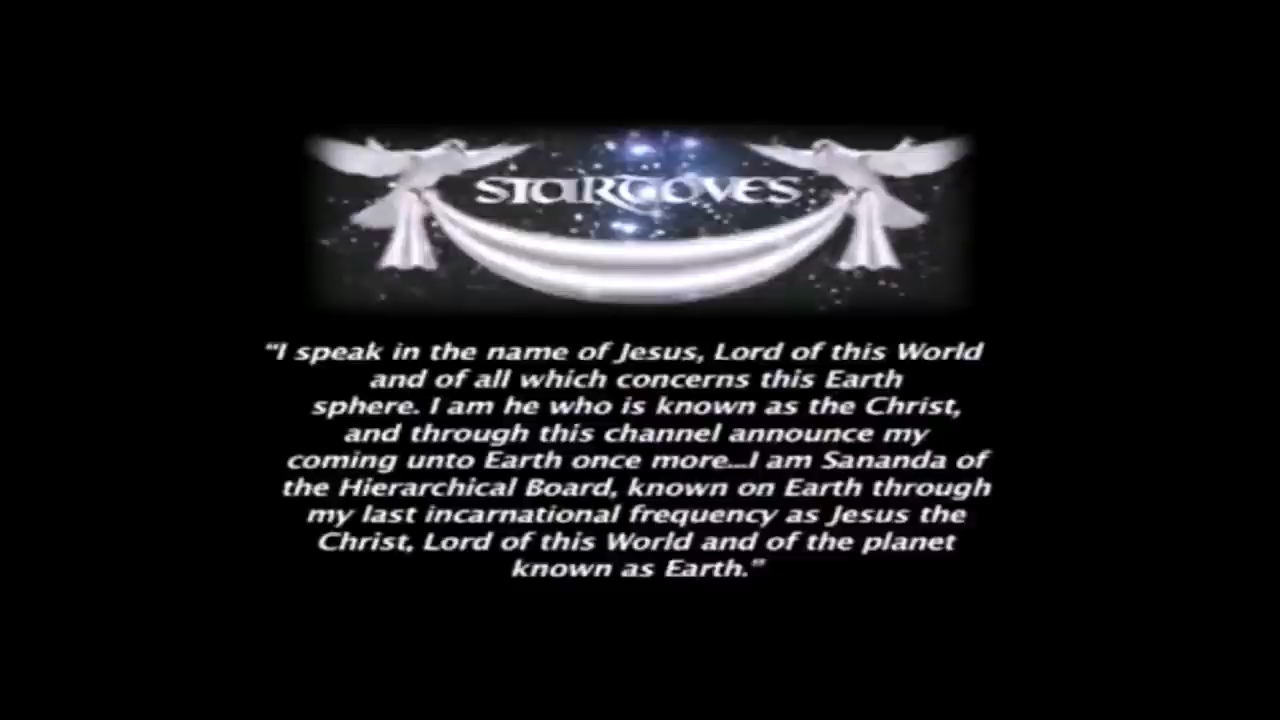 STARDOVES
"I speak in the name of Jesus, Lord of this World
and of all which concerns this Earth
sphere. I am he who is known as the Christ,
and through this channel announce my
coming unto Earth once more...I am Sananda of
the Hierarchical Board, known on Earth through
my last incarnational frequency as Jesus the
Christ, Lord of this World and of the planet
known as Earth."